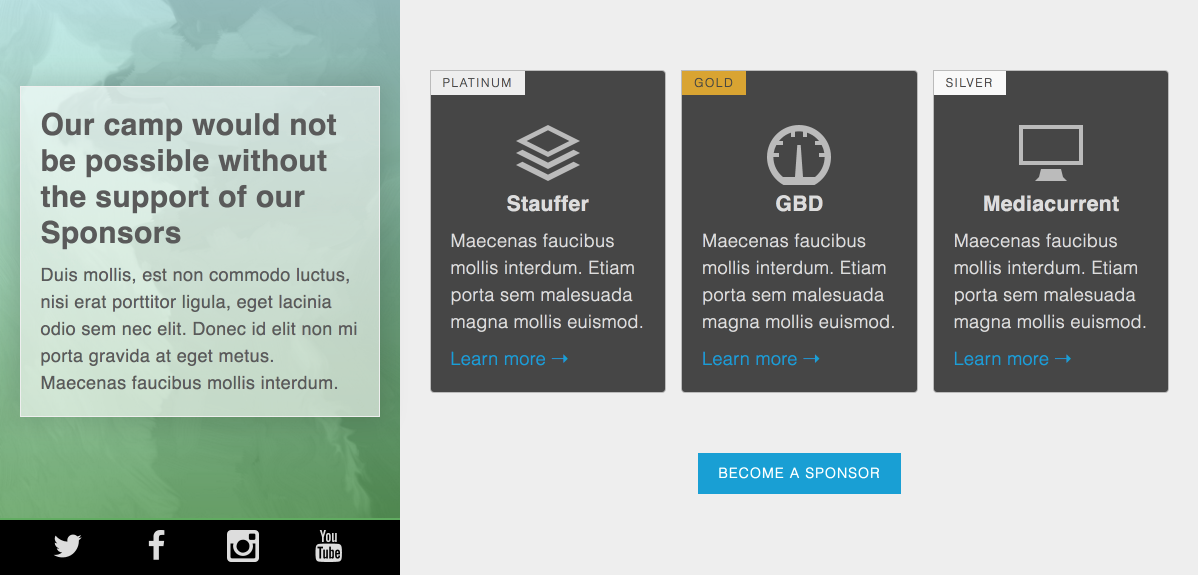 Our camp would not
be possible without
the support of our
Sponsors
Duis mollis, est non commodo luctus,
nisi erat porttitor ligula, eget lacinia
odio sem nec elit. Donec id elit non mi
porta gravida at eget metus.
Maecenas faucibus mollis interdum.
You
Tube
PLATINUM
Stauffer
Maecenas faucibus
mollis interdum. Etiam
porta sem malesuada
magna mollis euismod.
Learn more →
GOLD
GBD
Maecenas faucibus
mollis interdum. Etiam
porta sem malesuada
magna mollis euismod.
Learn more →
SILVER
Mediacurrent
Maecenas faucibus
mollis interdum. Etiam
porta sem malesuada
magna mollis euismod.
Learn more →
BECOME A SPONSOR